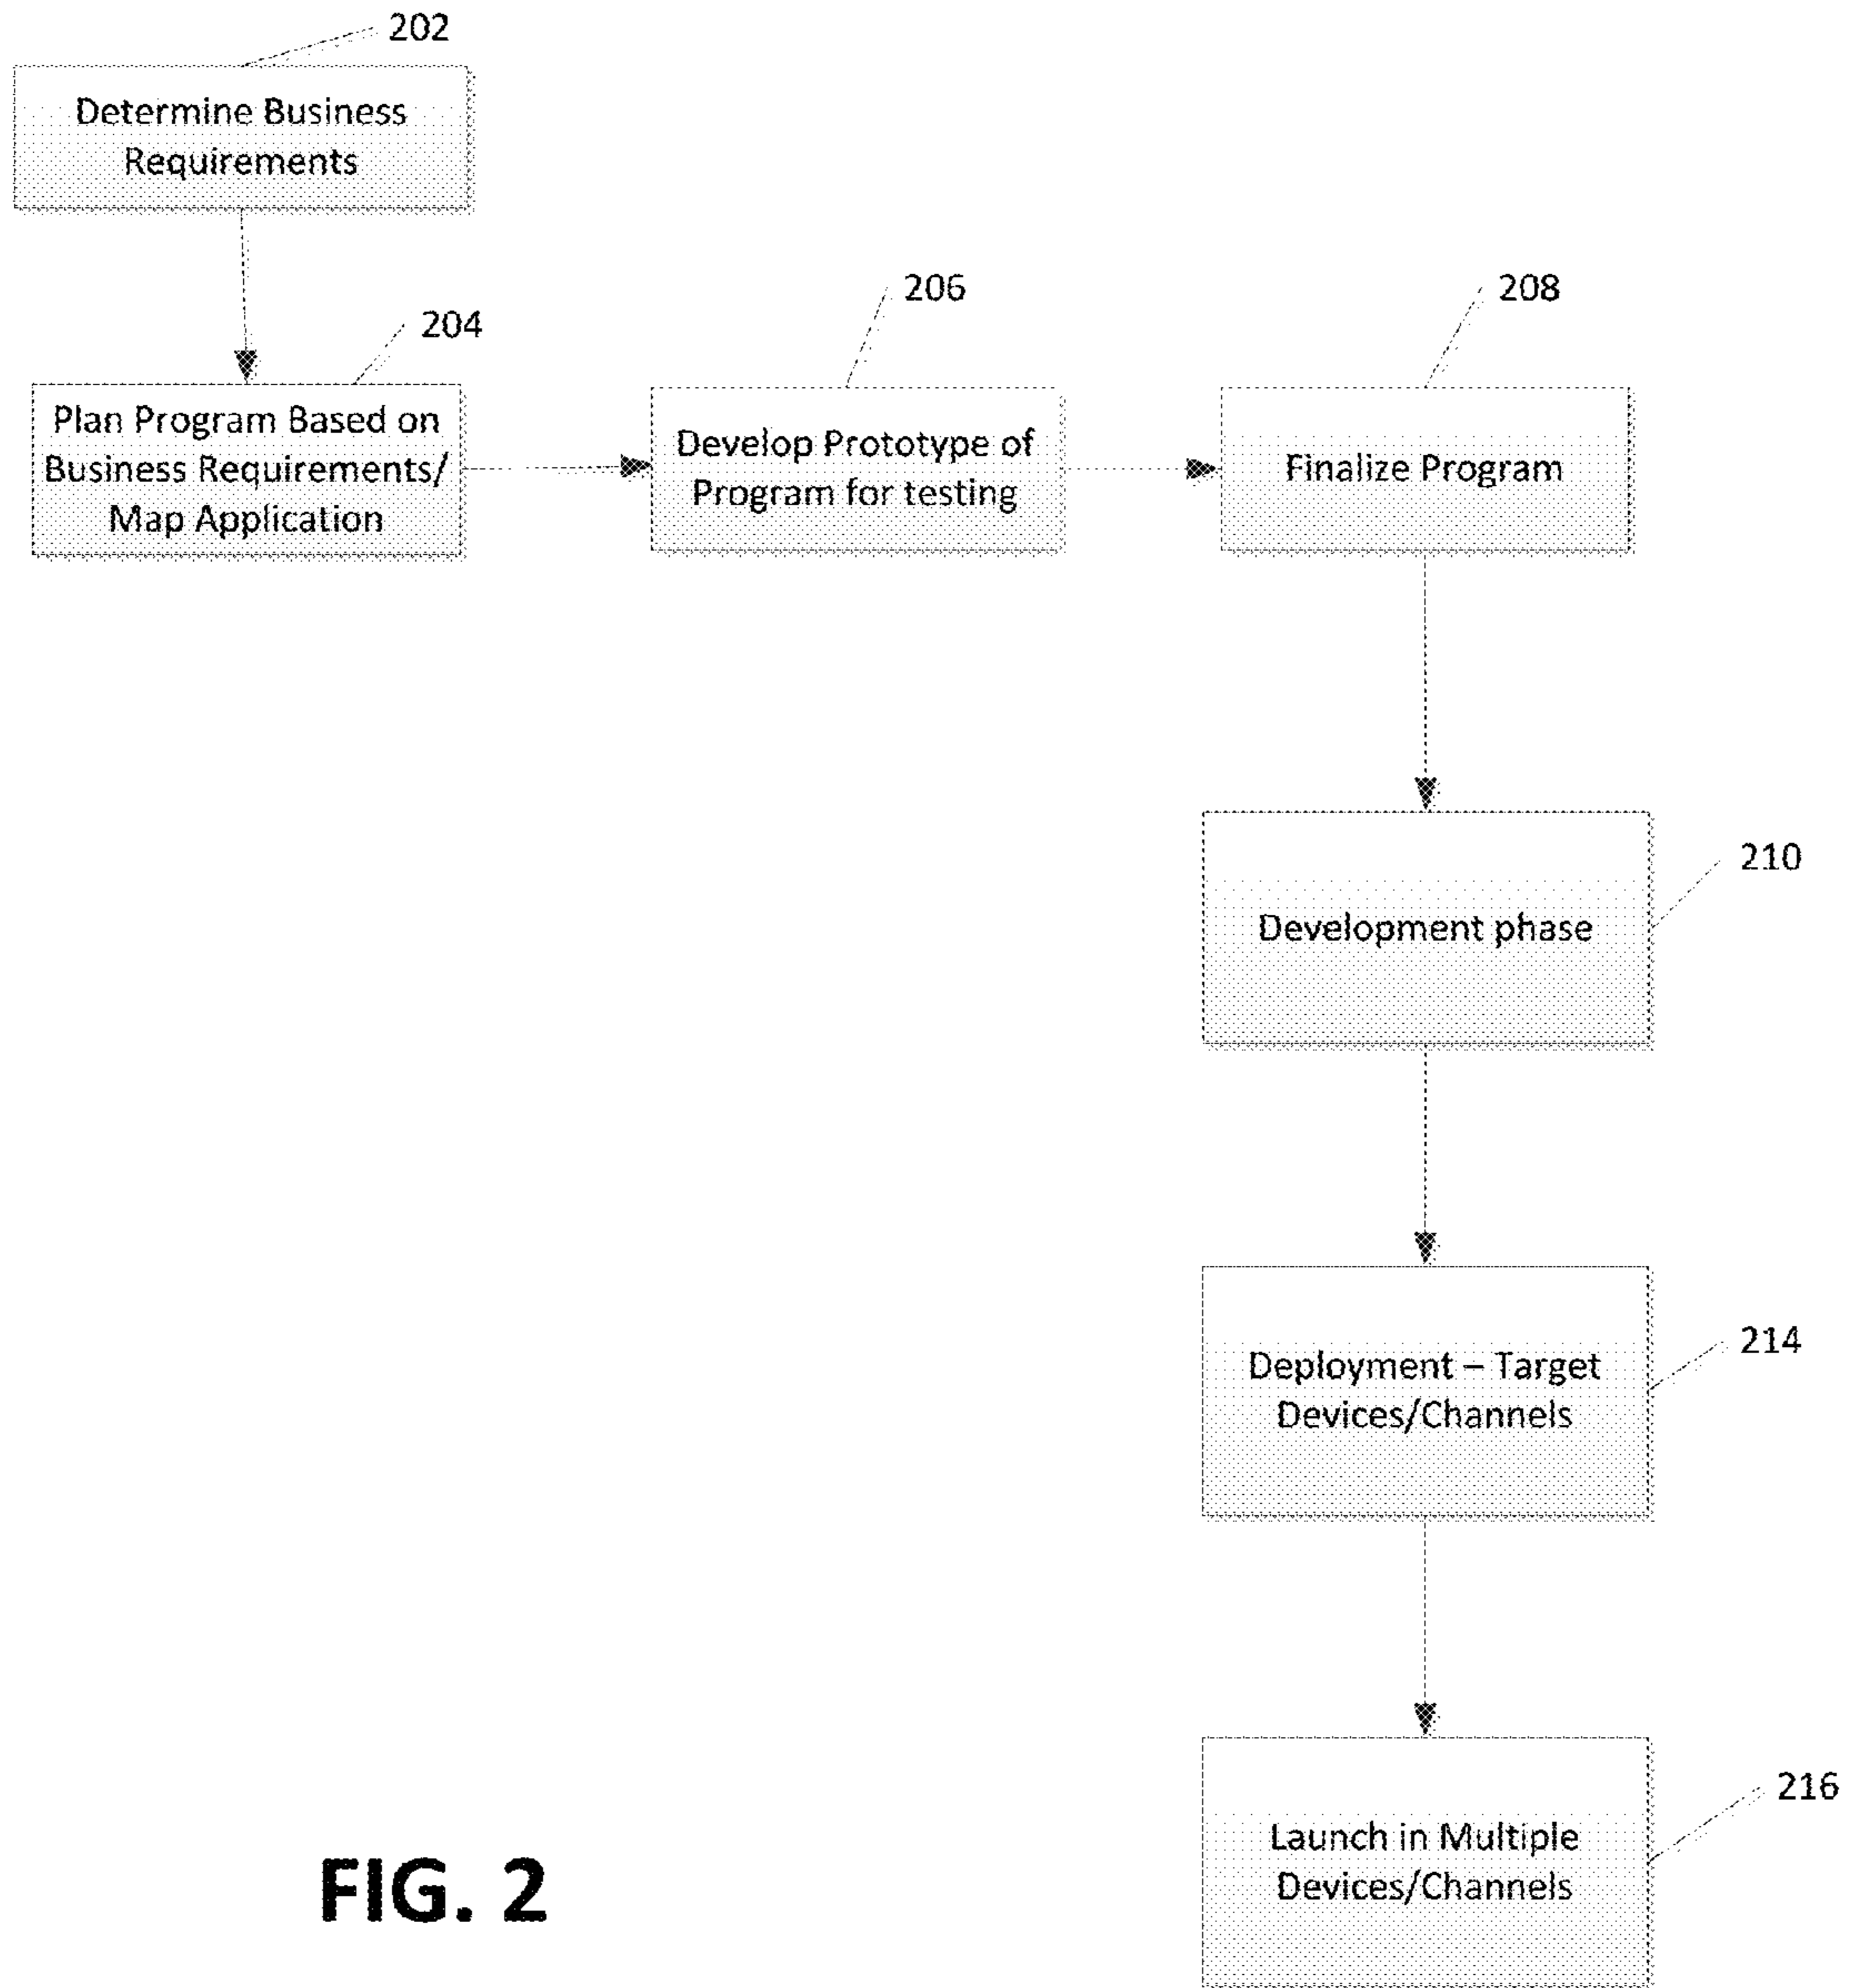 202
Determine Business
Requirements
204
Plan Program Based on
Business Requirements/
Map Application
206
Develop Prototype of
Program for testing
208
Finalize Program
210
Development phase
214
Deployment – Target
Devices/Channels
216
Launch in Multiple
Devices/Channels
FIG. 2